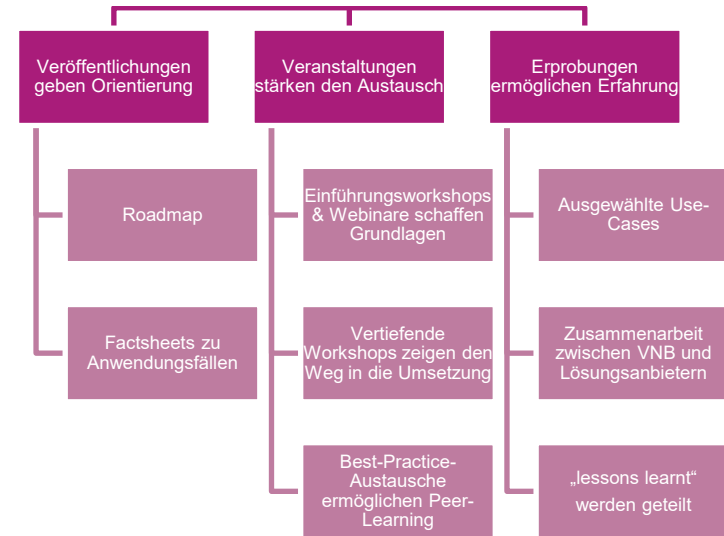 Veröffentlichungen
geben Orientierung
Veranstaltungen
stärken den Austausch
Erprobungen
ermöglichen Erfahrung
Roadmap
Factsheets zu
Anwendungsfällen
Einführungsworkshops
& Webinare schaffen
Grundlagen
Vertiefende
Workshops zeigen den
Weg in die Umsetzung
Best-Practice-
Austausche
ermöglichen Peer-
Learning
Ausgewählte Use-
Cases
Zusammenarbeit
zwischen VNB und
Lösungsanbietern
„lessons learnt“
werden geteilt